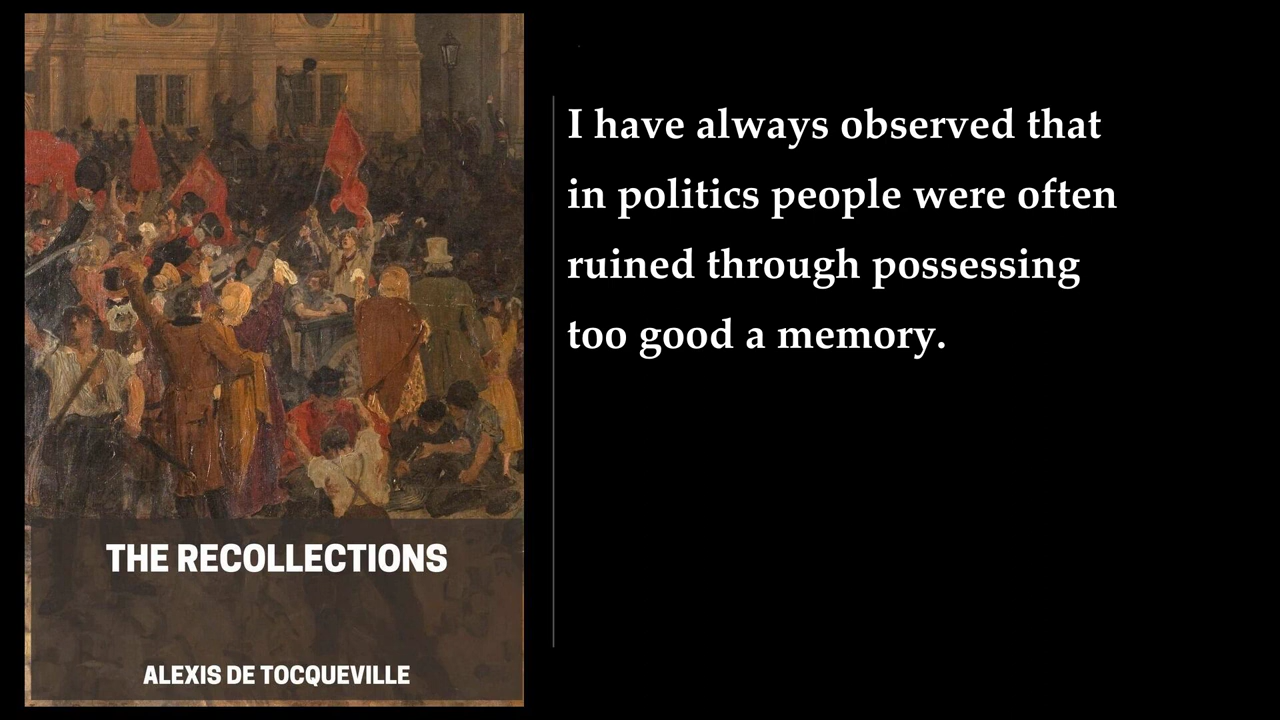 I have always observed that
in politics people were often
ruined through possessing
too good a memory.
THE RECOLLECTIONS
ALEXIS DE TOCQUEVILLE